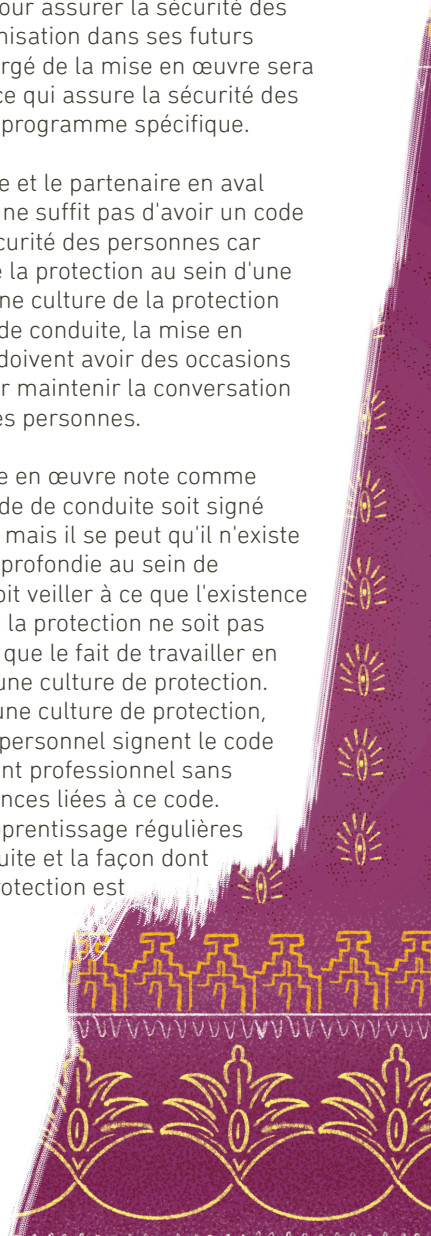 pour assurer la sécurité des
nisation dans ses futurs
rgé de la mise en œuvre sera
ce qui assure la sécurité des
programme spécifique.
e et le partenaire en aval
ne suffit pas d'avoir un code
curité des personnes car
e la protection au sein d'une
ne culture de la protection
de conduite, la mise en
doivent avoir des occasions
ur maintenir la conversation
es personnes.
e en œuvre note comme
de de conduite soit signé
mais il se peut qu'il n'existe
profondie au sein de
oit veiller à ce que l'existence
la protection ne soit pas
que le fait de travailler en
une culture de protection.
une culture de protection,
personnel signent le code
nt professionnel sans
nces liées à ce code.
pprentissage régulières
uite et la façon dont
rotection est